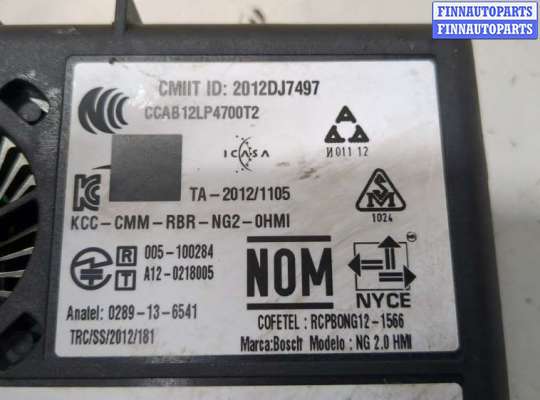 FINNAUTOPARTS
FINNAUTOPARTS
FINNAUTOPARTS
CMIIT ID: 2012DJ7497
CCAB12LP4700T2
ICASA
И 011 12
TA-2012/1105
1024
KCC-CMM-RBR-NG2-0HMI
R 005-100284
T A12-0218005
NOM
NYCE
Anatel: 0289-13-6541
COFETEL : RCPBONG12-1566
TRC/SS/2012/181
Marca:Bosch Modelo : NG 2.0 HMI